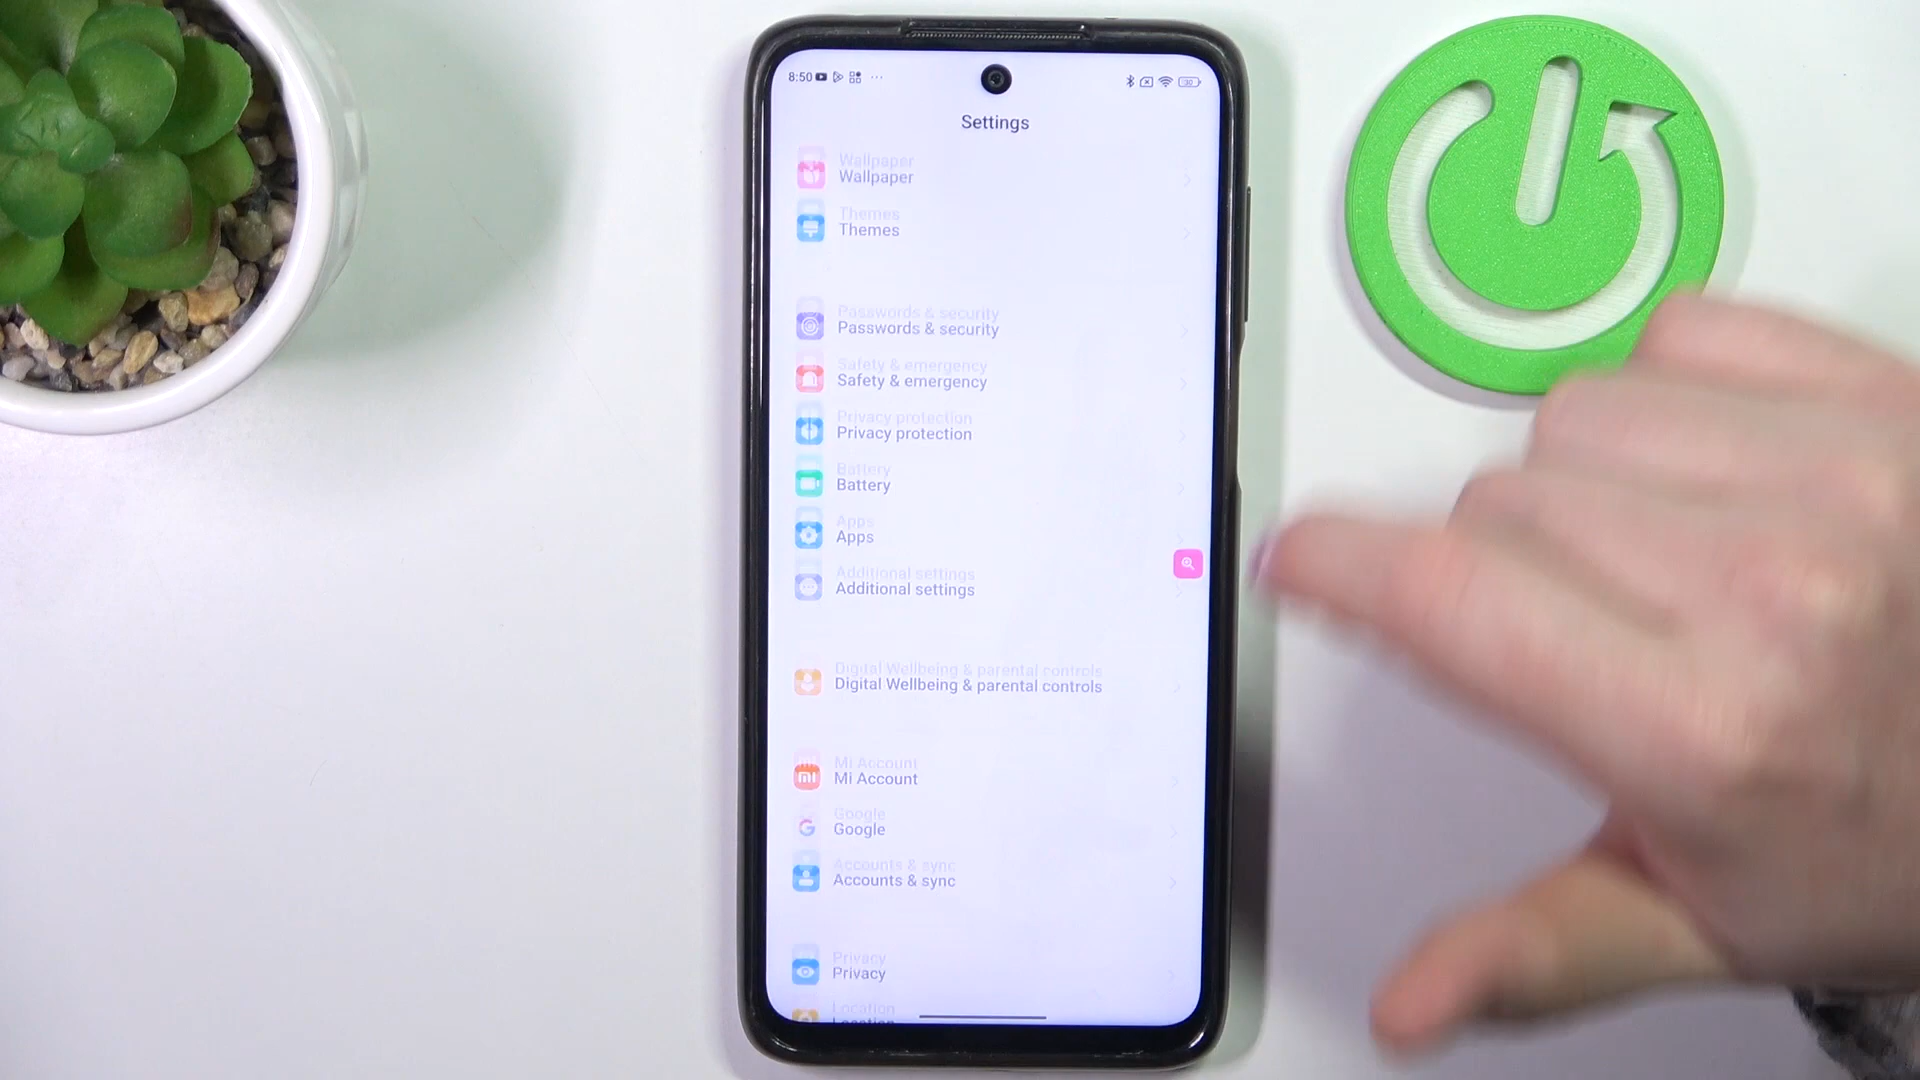 8:50
Settings
Wallpaper
Themes
Passwords & security
Safety & emergency
Privacy protection
Battery
Apps
Additional settings
Digital Wellbeing & parental controls
Mi Account
Google
Accounts & sync
Privacy
Location